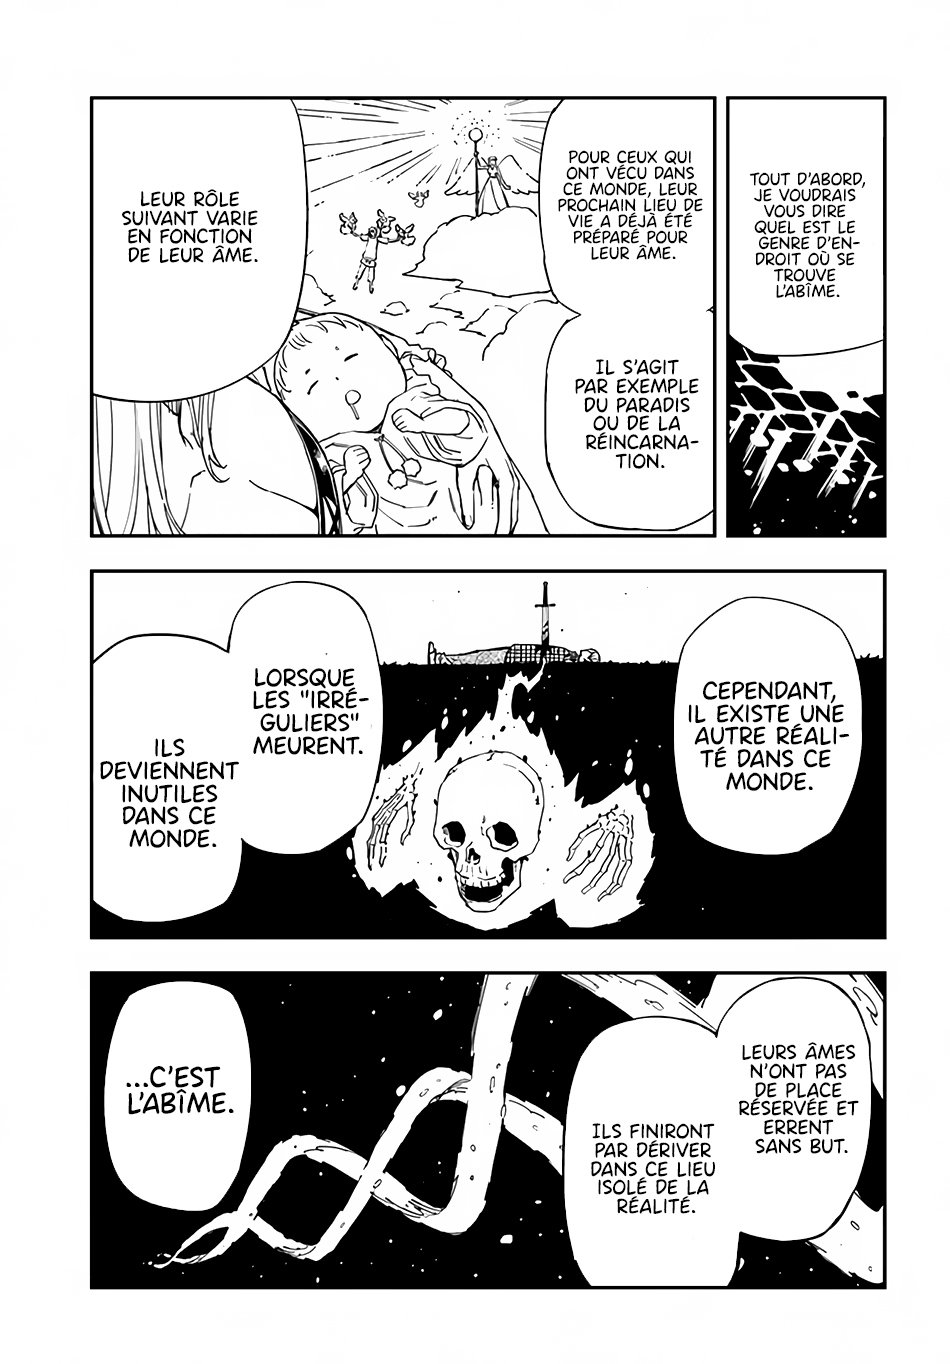 TOUT D'ABORD,
JE VOUDRAIS
VOUS DIRE
QUEL EST LE
GENRE D'EN-
DROIT OÙ SE
TROUVE
L'ABÎME.
POUR CEUX QUI
ONT VÉCU DANS
CE MONDE, LEUR
PROCHAIN LIEU DE
VIE A DÉJÀ ÉTÉ
PRÉPARÉ POUR
LEUR ÂME.
IL S'AGIT
PAR EXEMPLE
DU PARADIS
OU DE LA
RÉINCARNA-
TION.
LEUR RÔLE
SUIVANT VARIE
EN FONCTION
DE LEUR ÂME.
CEPENDANT,
IL EXISTE UNE
AUTRE RÉALI-
TÉ DANS CE
MONDE.
LORSQUE
LES "IRRÉ-
GULIERS"
MEURENT.
ILS
DEVIENNENT
INUTILES
DANS CE
MONDE.
LEURS ÂMES
N'ONT PAS
DE PLACE
RÉSERVÉE ET
ERRENT
SANS BUT.
ILS FINIRONT
PAR DÉRIVER
DANS CE LIEU
ISOLÉ DE LA
RÉALITÉ.
...C'EST
L'ABÎME.